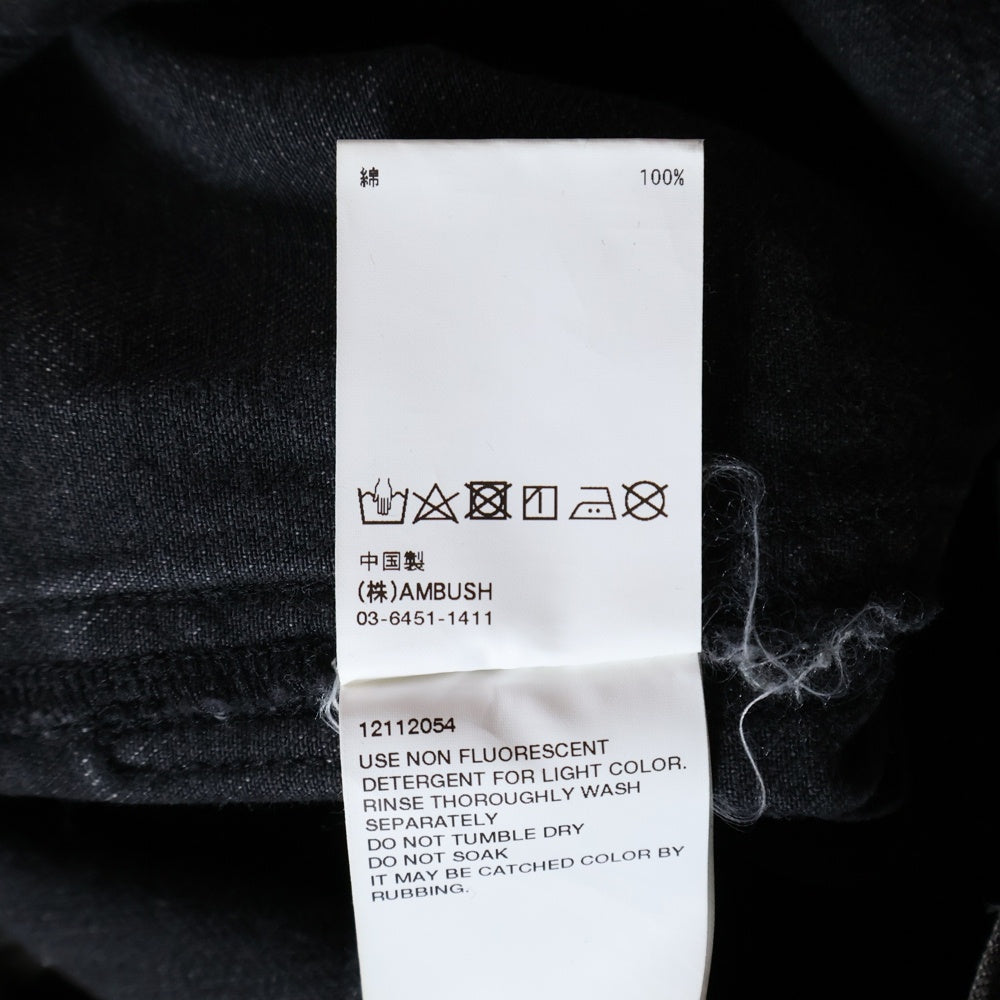 綿 100%
中国製
(株)AMBUSH
03-6451-1411
12112054
USE NON FLUORESCENT
DETERGENT FOR LIGHT COLOR.
RINSE THOROUGHLY WASH
SEPARATELY
DO NOT TUMBLE DRY
DO NOT SOAK
IT MAY BE CATCHED COLOR BY
RUBBING.